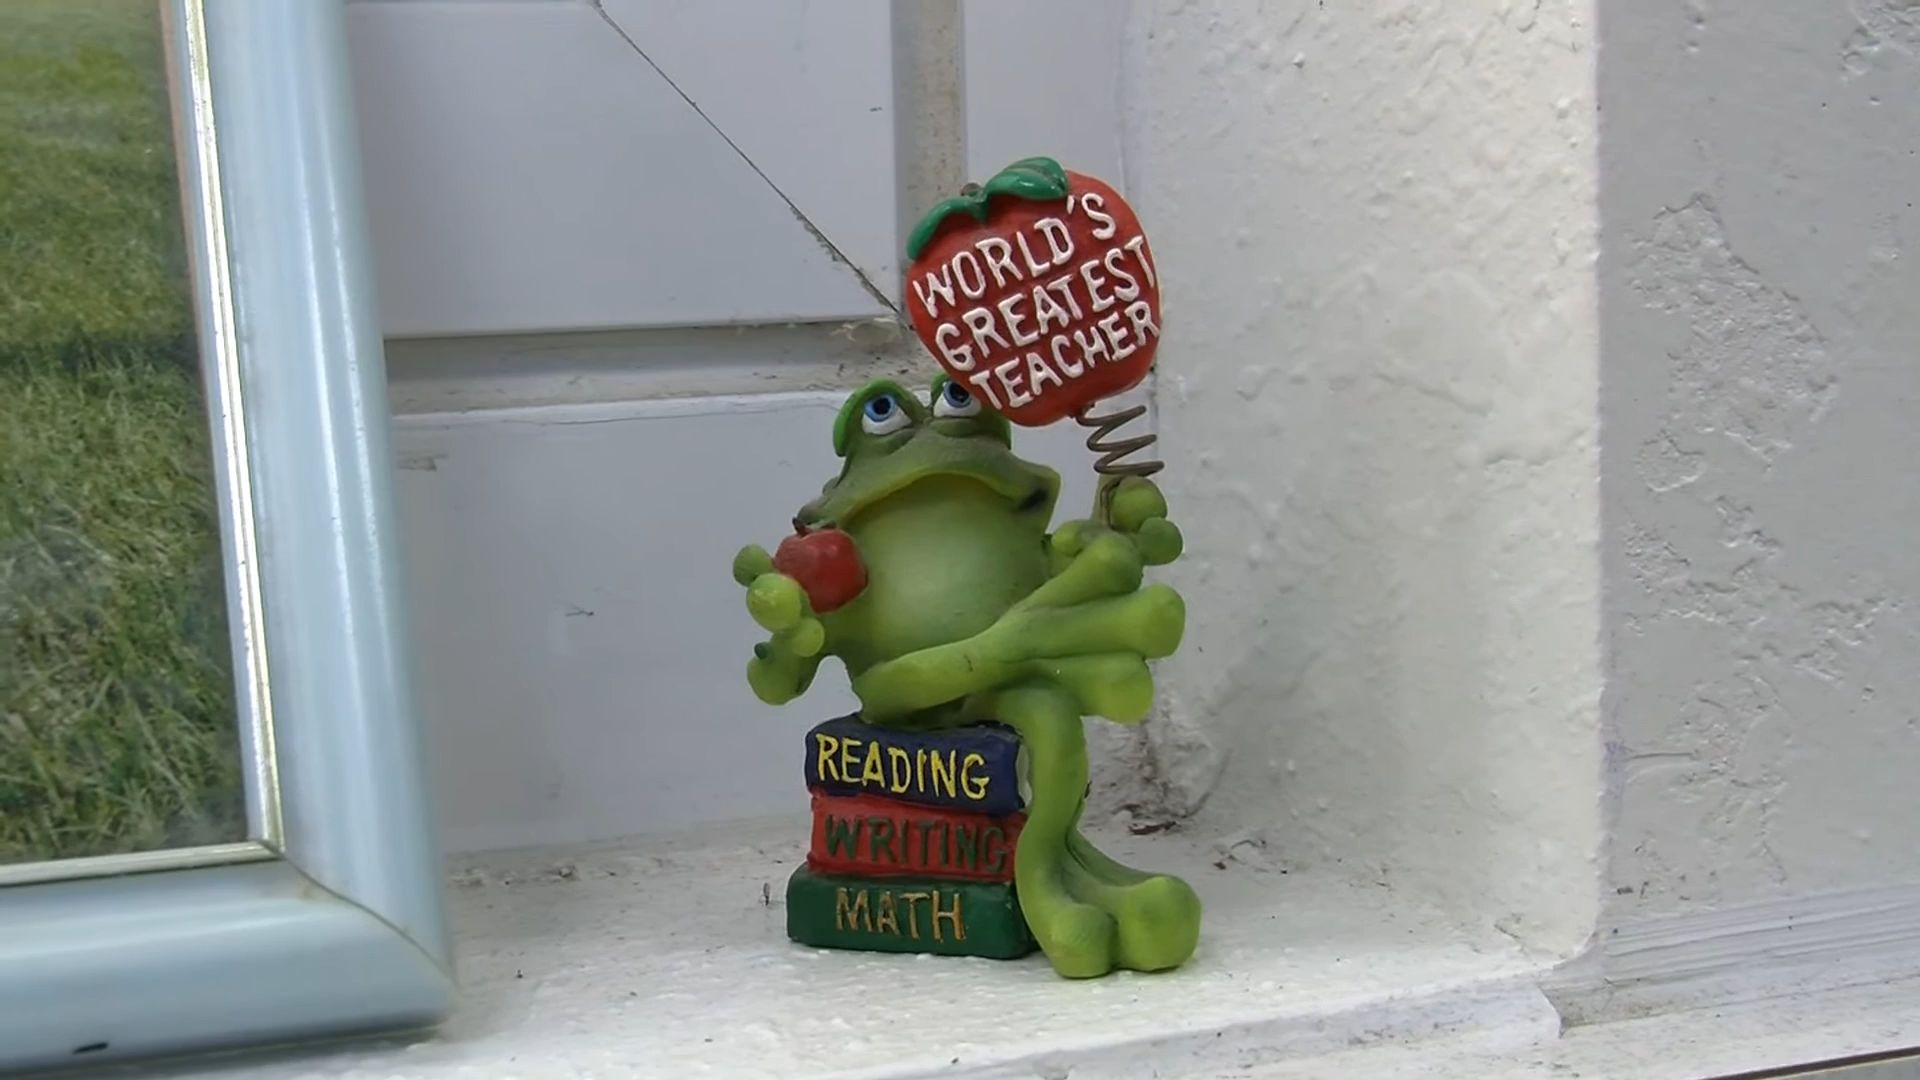 WORLD'S
GREATEST
TEACHER
READING
WRITING
MATH